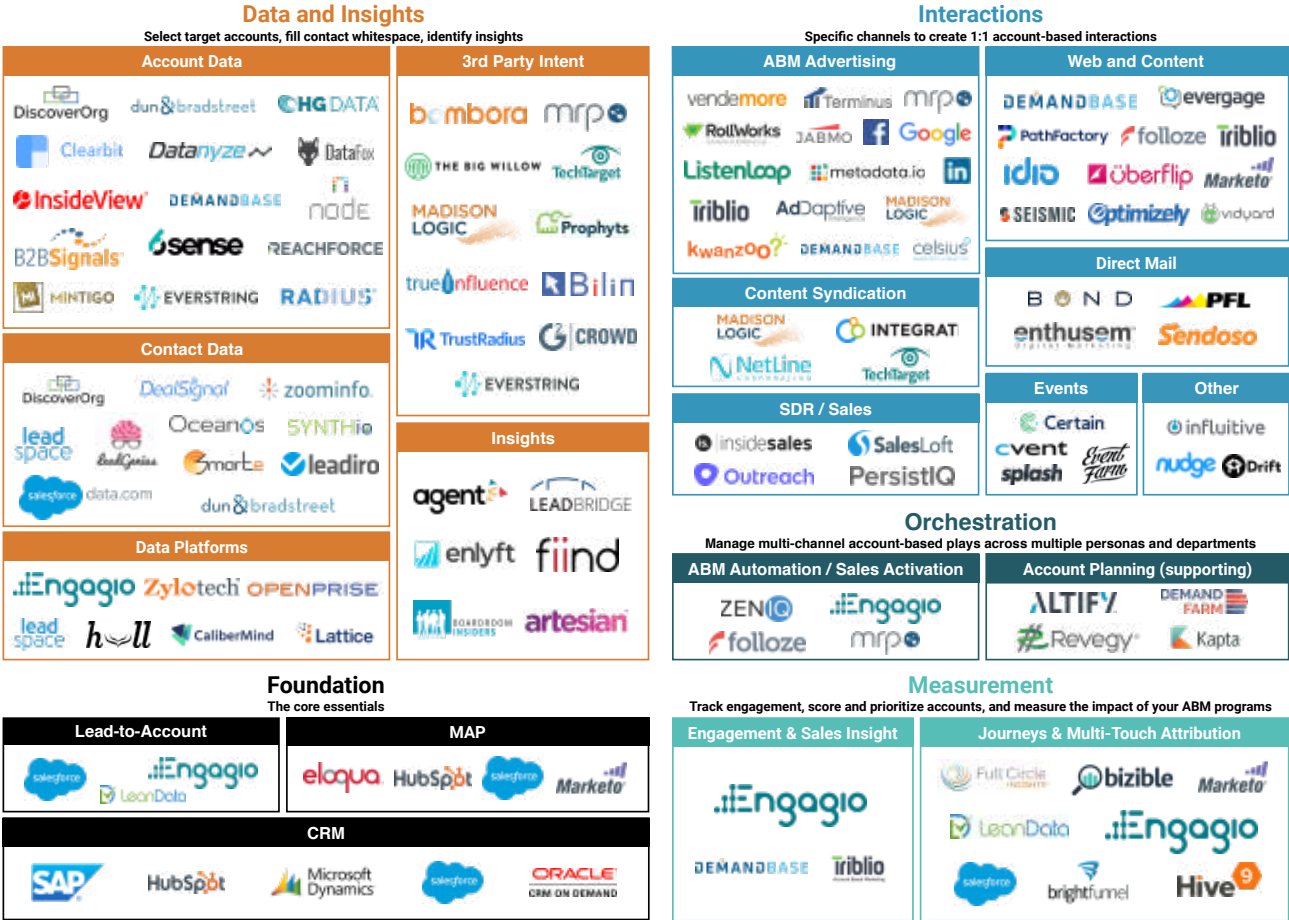 Data and Insights
Select target accounts, fill contact whitespace, identify insights
Account Data
DiscoverOrg dun & bradstreet HG DATA
Clearbit Datanyze DataFox
InsideView DEMANDBASE node
B2BSignals 6sense REACHFORCE
MINTIGO EVERSTRING RADIUS
Contact Data
DiscoverOrg DealSignal zoominfo
lead space LeadGenius Oceanos SYNTHio
Smarte leadiro
salesforce data.com dun & bradstreet
Data Platforms
Engagio Zylotech OPENPRISE
lead space hull CaliberMind Lattice
3rd Party Intent
bombora mrp
THE BIG WILLOW TechTarget
MADISON LOGIC Prophyts
true influence Bilin
TR TrustRadius G2 CROWD
EVERSTRING
Insights
agent LEADBRIDGE
enlyft fiind
BOARDROOM INSIDERS artesian
Interactions
Specific channels to create 1:1 account-based interactions
ABM Advertising
vendemore Terminus mrp
RollWorks JABMO f Google
ListenLoop metadata.io in
Triblio AdDaptive MADISON LOGIC
kwanzoo DEMANDBASE celsius
Content Syndication
MADISON LOGIC INTEGRAT
NetLine TechTarget
SDR / Sales
insidesales SalesLoft
Outreach PersistIQ
Web and Content
DEMANDBASE evergage
PathFactory folloze Triblio
idio überflip Marketo
SEISMIC Optimizely vidyard
Direct Mail
BOND PFL
enthusem DIGITAL MARKETING Sendoso
Events
Certain
cvent
splash Event Farm
Other
influitive
nudge Drift
Orchestration
Manage multi-channel account-based plays across multiple personas and departments
ABM Automation / Sales Activation
ZENIQ Engagio
folloze mrp
Account Planning (supporting)
ALTIFY DEMAND FARM
Revegy Kapta
Foundation
The core essentials
Lead-to-Account
salesforce Engagio
LeanData
MAP
eloqua HubSpot salesforce Marketo
CRM
SAP HubSpot Microsoft Dynamics salesforce ORACLE CRM ON DEMAND
Measurement
Track engagement, score and prioritize accounts, and measure the impact of your ABM programs
Engagement & Sales Insight
Engagio
DEMANDBASE Triblio
Journeys & Multi-Touch Attribution
Full Circle INSIGHTS bizible Marketo
LeanData Engagio
salesforce brightfunnel Hive 9